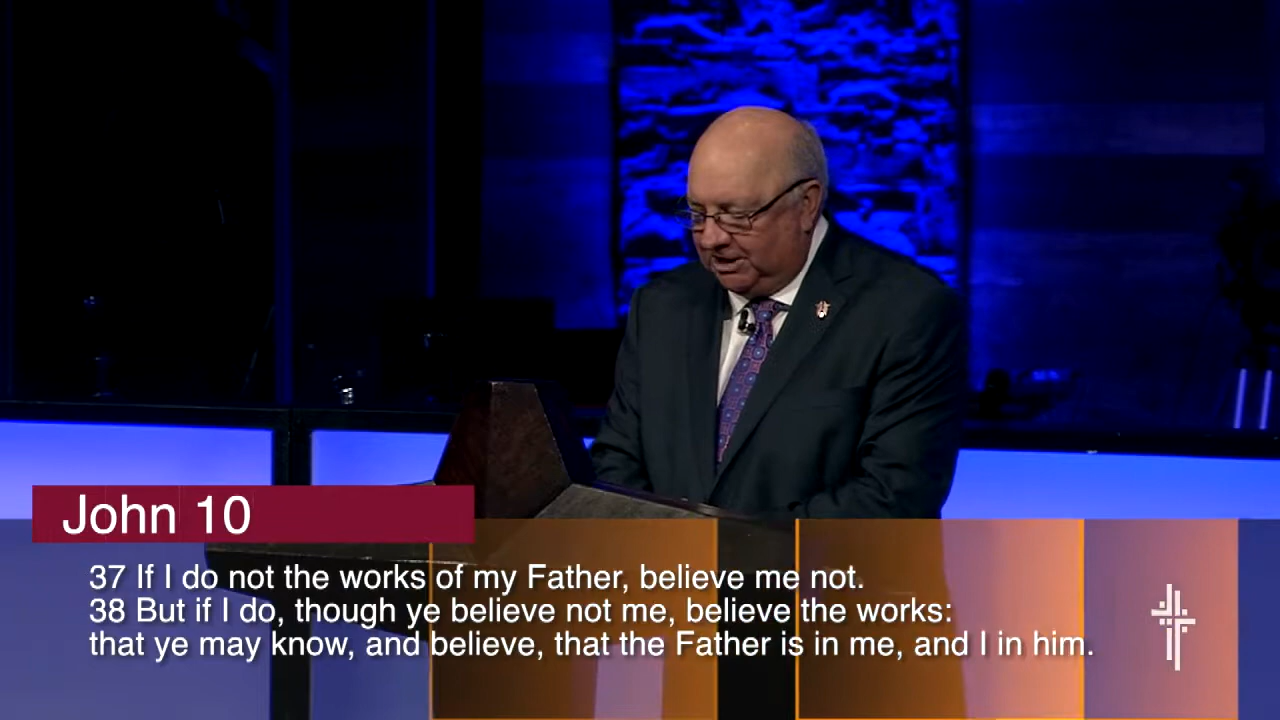 John 10
37 If I do not the works of my Father, believe me not.
38 But if I do, though ye believe not me, believe the works:
that ye may know, and believe, that the Father is in me, and I in him.